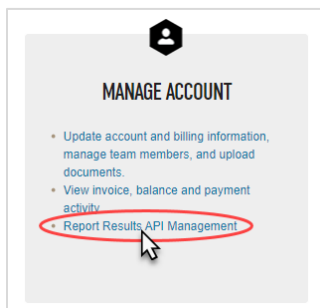 MANAGE ACCOUNT
Update account and billing information,
manage team members, and upload
documents.
View invoice, balance and payment
activity
Report Results API Management